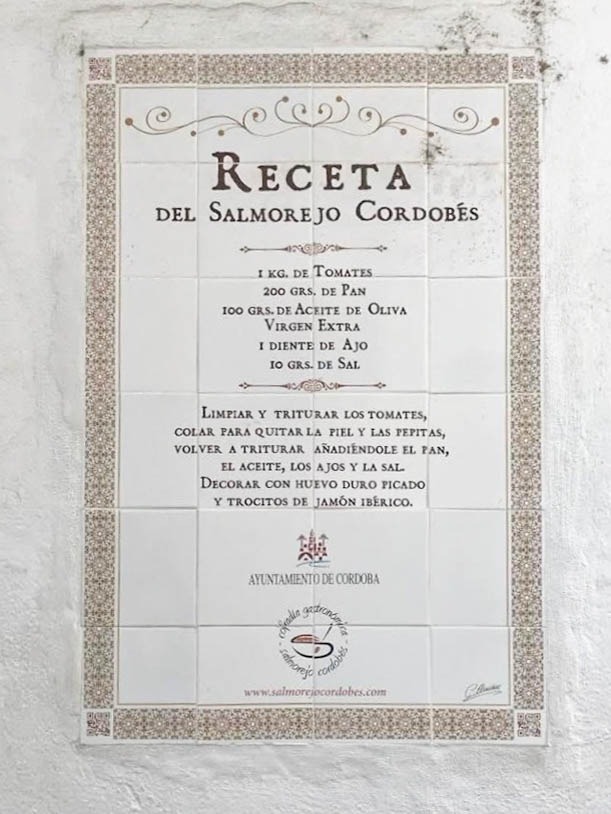 RECETA
DEL SALMOREJO CORDOBÉS
1 KG. DE TOMATES
200 GRS. DE PAN
100 GRS. DE ACEITE DE OLIVA
VIRGEN EXTRA
1 DIENTE DE AJO
10 GRS. DE SAL
LIMPIAR Y TRITURAR LOS TOMATES,
COLAR PARA QUITAR LA PIEL Y LAS PEPITAS,
VOLVER A TRITURAR AÑADIÉNDOLE EL PAN,
EL ACEITE, LOS AJOS Y LA SAL.
DECORAR CON HUEVO DURO PICADO
Y TROCITOS DE JAMÓN IBÉRICO.
AYUNTAMIENTO DE CORDOBA
cofradía gastronómica
- salmorejo cordobés -
www.salmorejocordobes.com